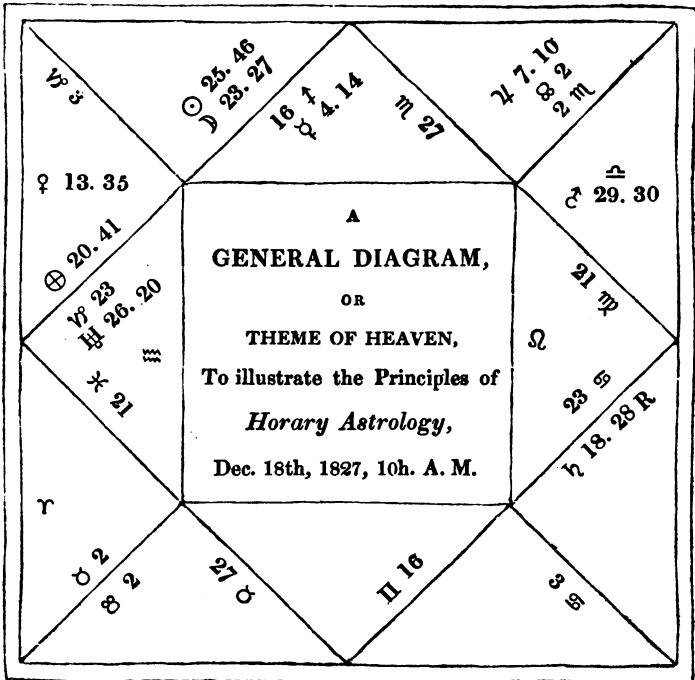 ♑ 3
☉ 25. 46
☽ 23. 27
16 ♐
☿ 4. 14
♏ 27
♃ 7. 10
☊ 2
2 ♏
♀ 13. 35
♎
♂ 29. 30
⊕ 20. 41
♑ 23
♅ 26. 20
♒
♓ 21
A
GENERAL DIAGRAM,
OR
THEME OF HEAVEN,
To illustrate the Principles of
Horary Astrology,
Dec. 18th, 1827, 10h. A. M.
21 ♍
♌
23 ♋
♄ 18. 28 R
♈
♉ 2
☋ 2
27 ♉
♊ 16
3 ♋